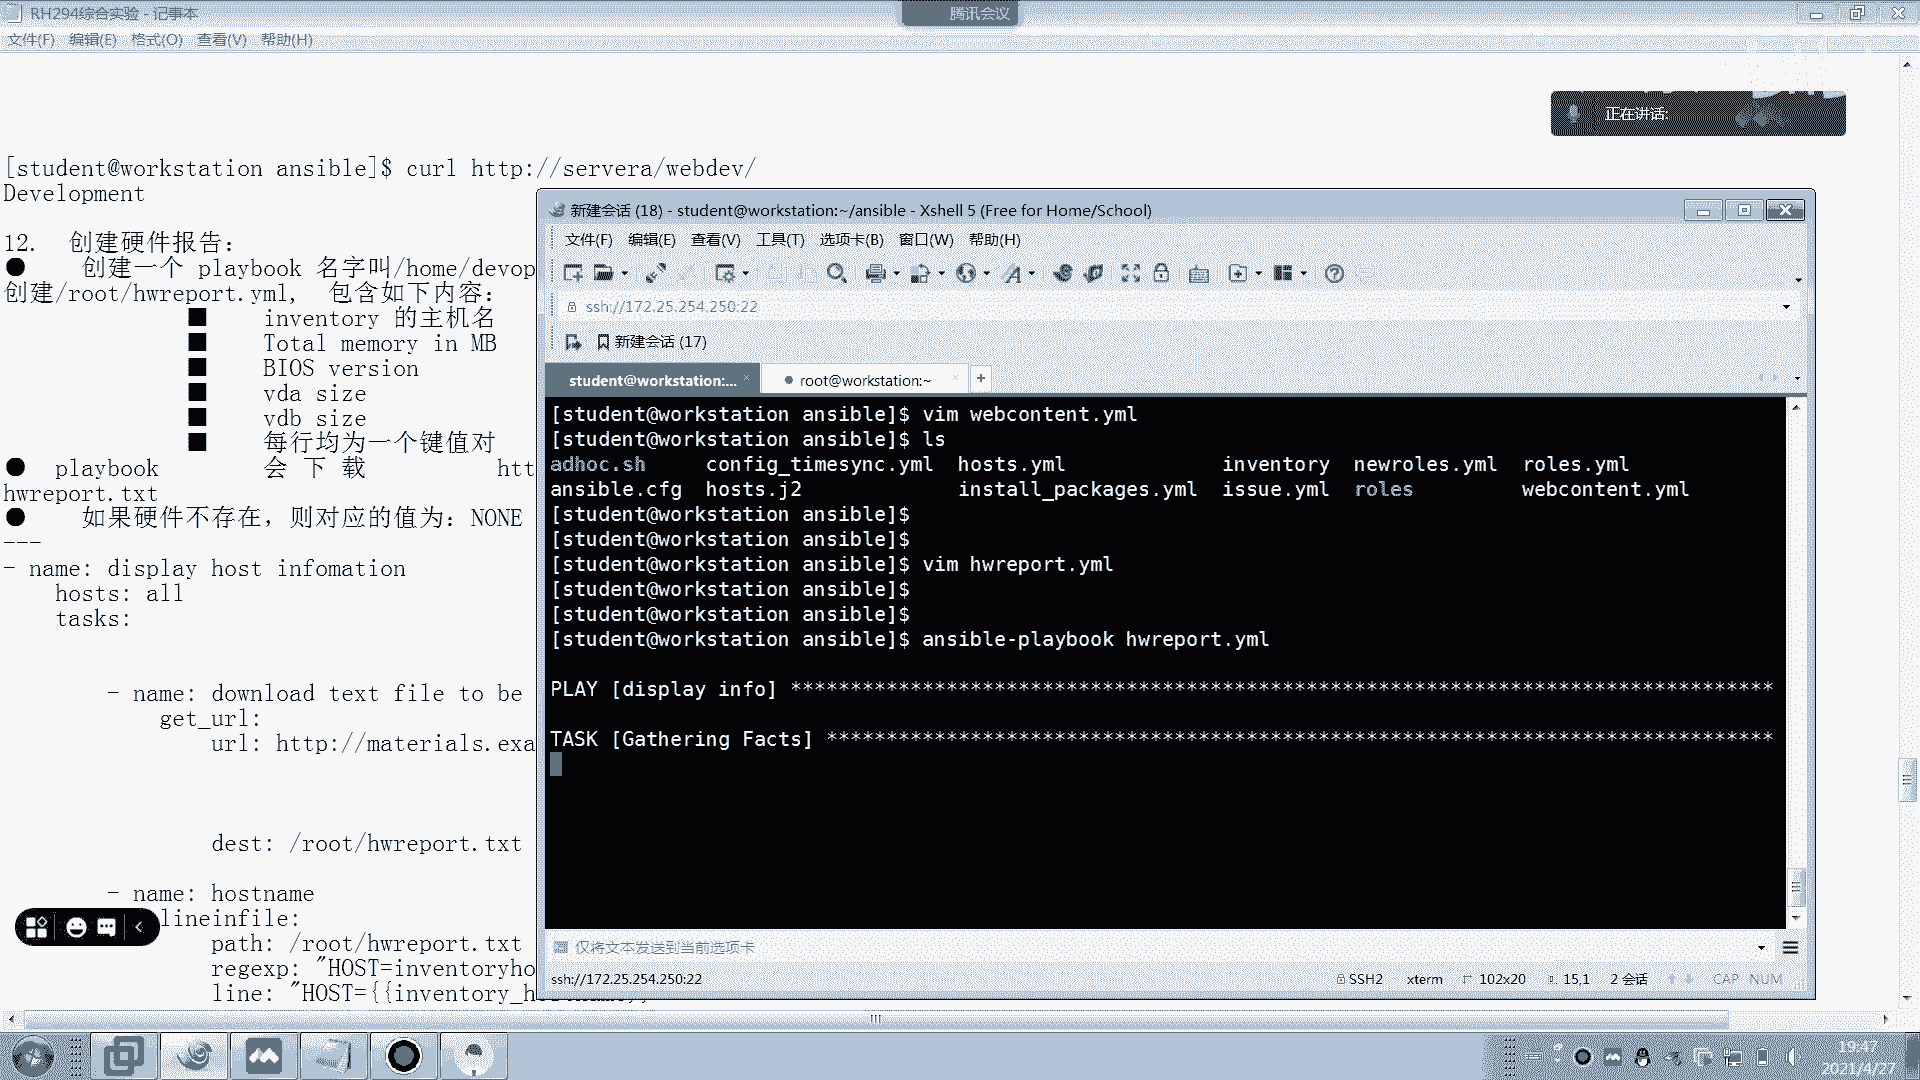 RH294综合实验 - 记事本
腾讯会议
文件(F) 编辑(E) 格式(O) 查看(V) 帮助(H)
正在讲话:
[student@workstation ansible]$ curl http://servera/webdev/
Development
12. 创建硬件报告:
● 创建一个 playbook 名字叫/home/devop
创建/root/hwreport.yml, 包含如下内容:
■ inventory 的主机名
■ Total memory in MB
■ BIOS version
■ vda size
■ vdb size
■ 每行均为一个键值对
● playbook 会 下 载 htt
hwreport.txt
● 如果硬件不存在，则对应的值为: NONE
---
- name: display host infomation
hosts: all
tasks:
- name: download text file to be
get_url:
url: http://materials.exa
dest: /root/hwreport.txt
- name: hostname
lineinfile:
path: /root/hwreport.txt
regexp: "HOST=inventoryho
line: "HOST={{inventory_h
新建会话 (18) - student@workstation:~/ansible - Xshell 5 (Free for Home/School)
文件(F) 编辑(E) 查看(V) 工具(T) 选项卡(B) 窗口(W) 帮助(H)
ssh://172.25.254.250:22
新建会话 (17)
student@workstation:... root@workstation:~
[student@workstation ansible]$ vim webcontent.yml
[student@workstation ansible]$ ls
adhoc.sh config_timesync.yml hosts.yml inventory newroles.yml roles.yml
ansible.cfg hosts.j2 install_packages.yml issue.yml roles webcontent.yml
[student@workstation ansible]$
[student@workstation ansible]$
[student@workstation ansible]$ vim hwreport.yml
[student@workstation ansible]$
[student@workstation ansible]$
[student@workstation ansible]$ ansible-playbook hwreport.yml
PLAY [display info] ***************************************************************************
TASK [Gathering Facts] ************************************************************************
仅将文本发送到当前选项卡
ssh://172.25.254.250:22 SSH2 xterm 102x20 15,1 2 会话 CAP NUM
19:47
2021/4/27